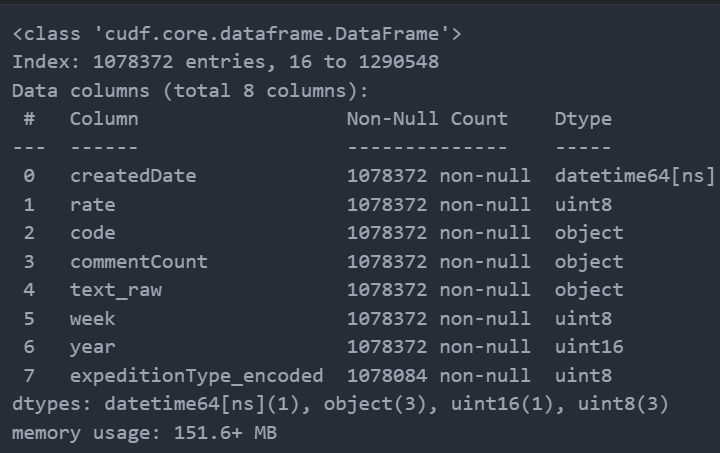 <class 'cudf.core.dataframe.DataFrame'>
Index: 1078372 entries, 16 to 1290548
Data columns (total 8 columns):
 #   Column                  Non-Null Count    Dtype
---  ------                  --------------    -----
 0   createdDate             1078372 non-null  datetime64[ns]
 1   rate                    1078372 non-null  uint8
 2   code                    1078372 non-null  object
 3   commentCount            1078372 non-null  object
 4   text_raw                1078372 non-null  object
 5   week                    1078372 non-null  uint8
 6   year                    1078372 non-null  uint16
 7   expeditionType_encoded  1078084 non-null  uint8
dtypes: datetime64[ns](1), object(3), uint16(1), uint8(3)
memory usage: 151.6+ MB